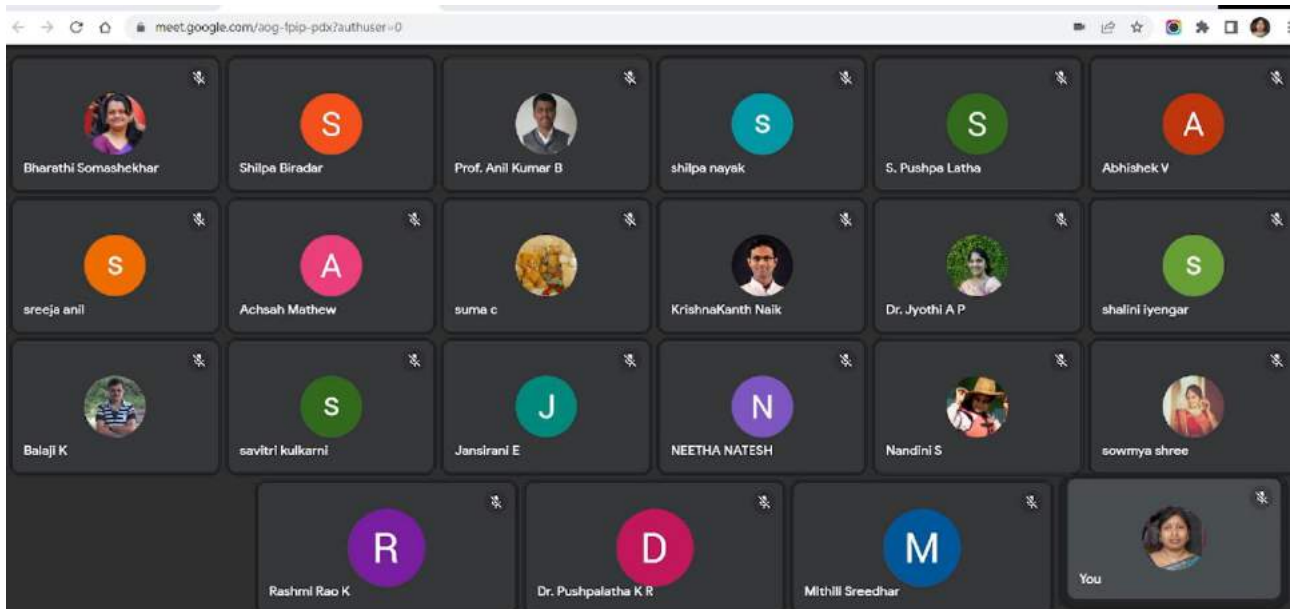 meet.google.com/aog-fpip-pdx?authuser=0
Bharathi Somashekhar
S
Shilpa Biradar
Prof. Anil Kumar B
s
shilpa nayak
S
S. Pushpa Latha
A
Abhishek V
s
sreeja anil
A
Achsah Mathew
suma c
KrishnaKanth Naik
Dr. Jyothi A P
s
shalini iyengar
Balaji K
s
savitri kulkarni
J
Jansirani E
N
NEETHA NATESH
Nandini S
sowmya shree
R
Rashmi Rao K
D
Dr. Pushpalatha K R
M
Mithili Sreedhar
You